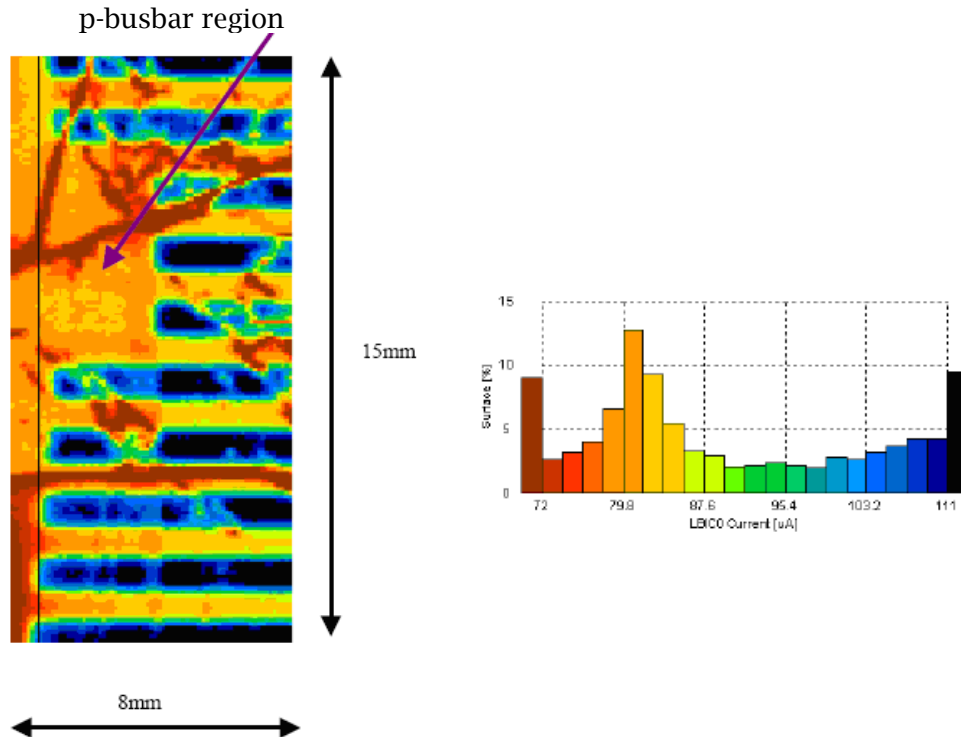 p-busbar region
15mm
8mm
15
10
5
0
Surface [%]
72 79.8 87.6 95.4 103.2 111
LBIC0 Current [uA]